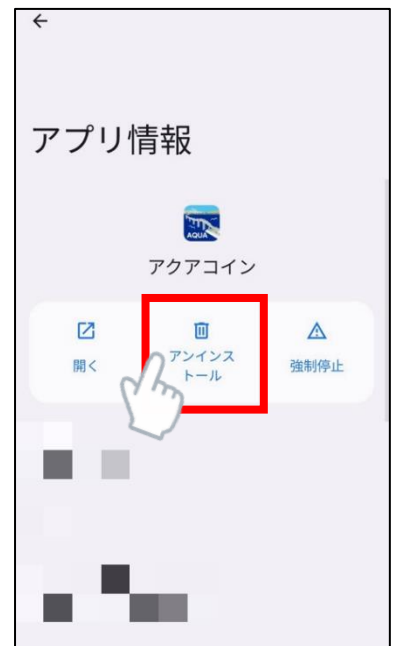 アプリ情報
AQUA
アクアコイン
開く
アンインス
トール
強制停止